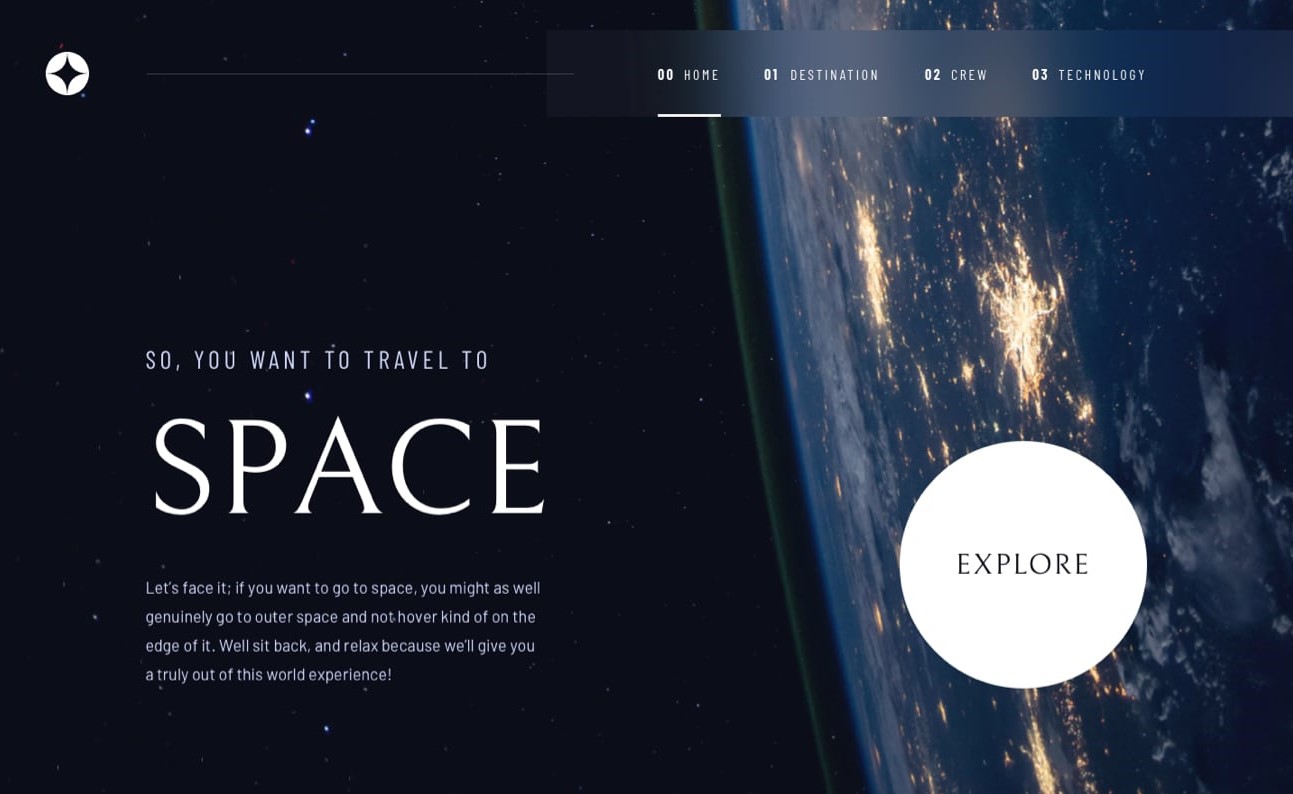 00 HOME 01 DESTINATION 02 CREW 03 TECHNOLOGY
SO, YOU WANT TO TRAVEL TO
SPACE
Let's face it; if you want to go to space, you might as well
genuinely go to outer space and not hover kind of on the
edge of it. Well sit back, and relax because we'll give you
a truly out of this world experience!
EXPLORE